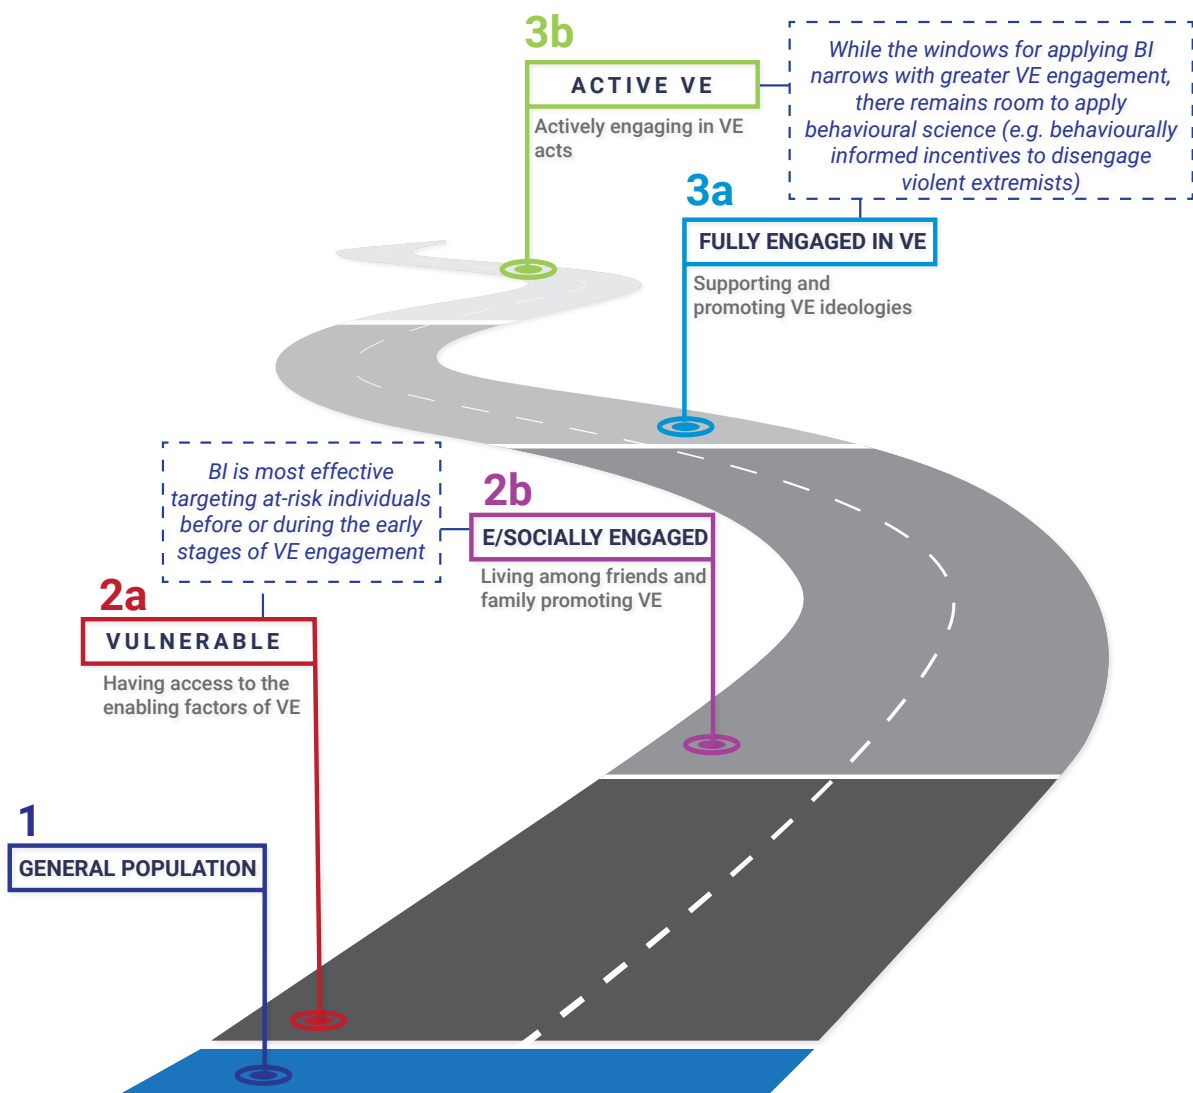 3b
ACTIVE VE
Actively engaging in VE
acts
While the windows for applying BI
narrows with greater VE engagement,
there remains room to apply
behavioural science (e.g. behaviourally
informed incentives to disengage
violent extremists)
3a
FULLY ENGAGED IN VE
Supporting and
promoting VE ideologies
BI is most effective
targeting at-risk individuals
before or during the early
stages of VE engagement
2b
E/SOCIALLY ENGAGED
Living among friends and
family promoting VE
2a
VULNERABLE
Having access to the
enabling factors of VE
1
GENERAL POPULATION